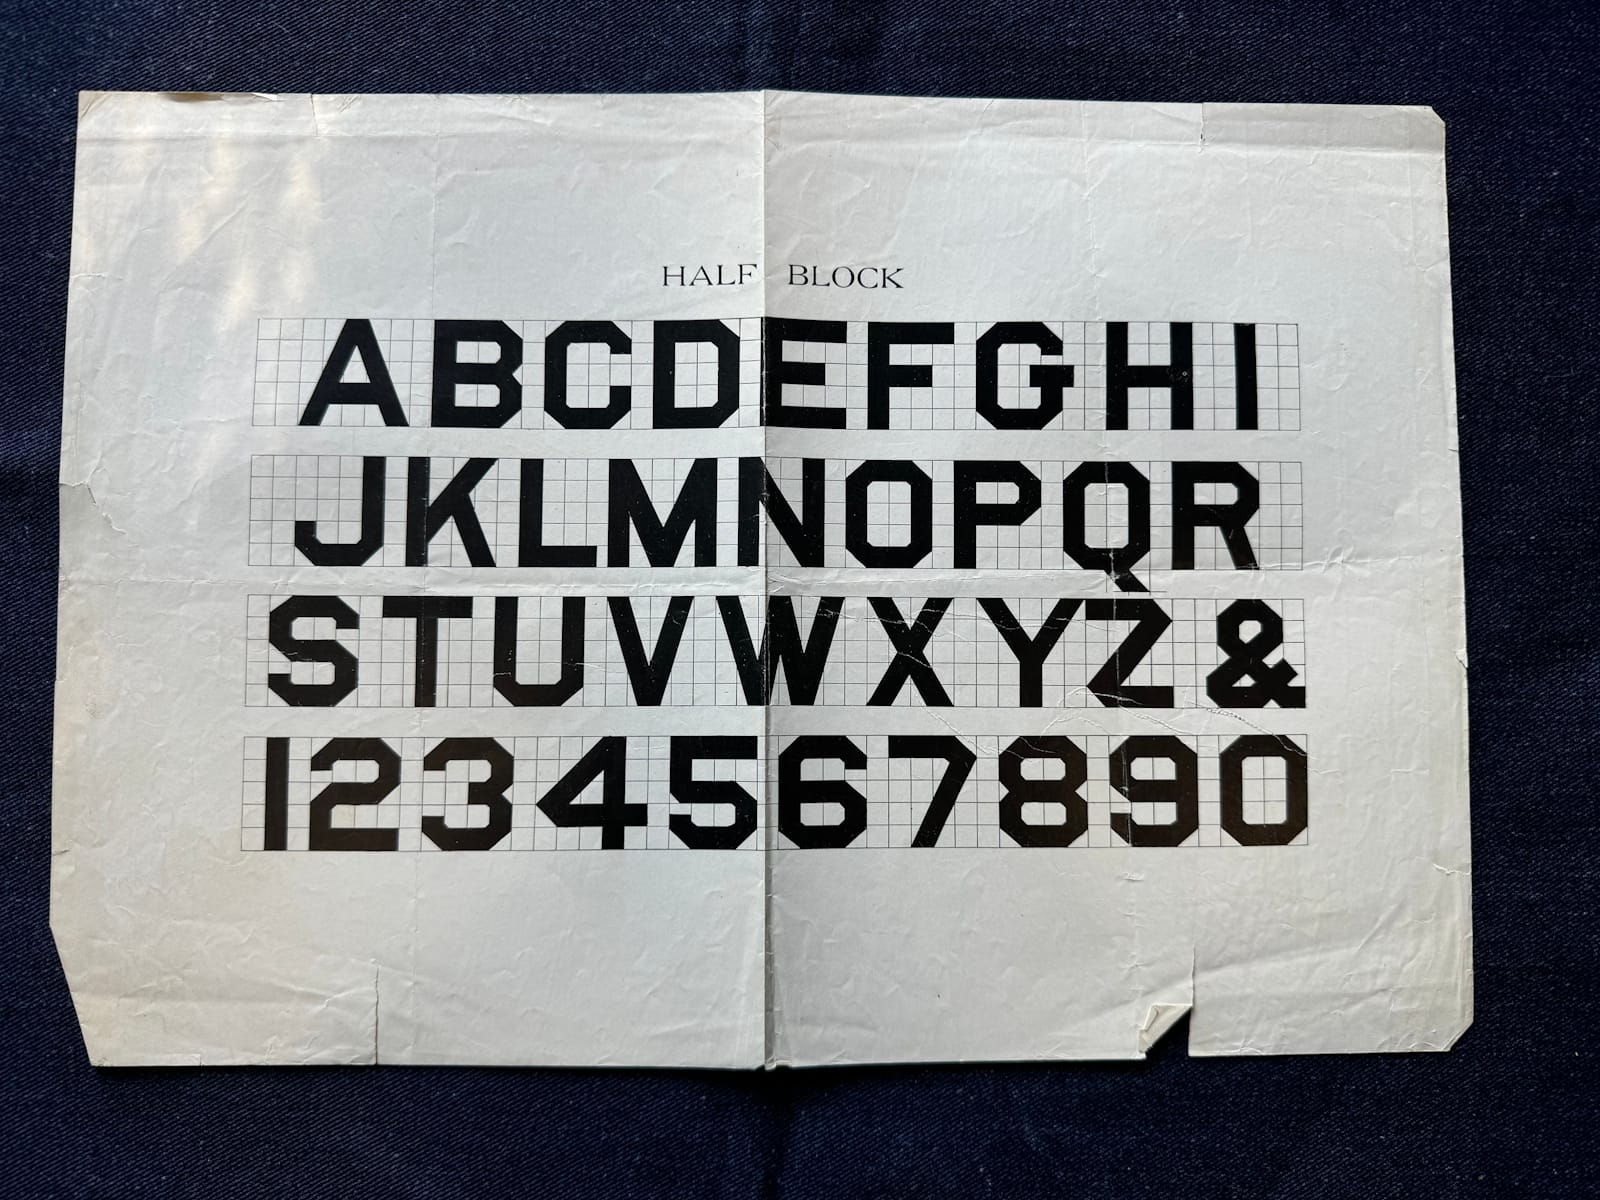 HALF BLOCK
ABCDEFGHI
JKLMNOPQR
STUVWXYZ&
1234567890